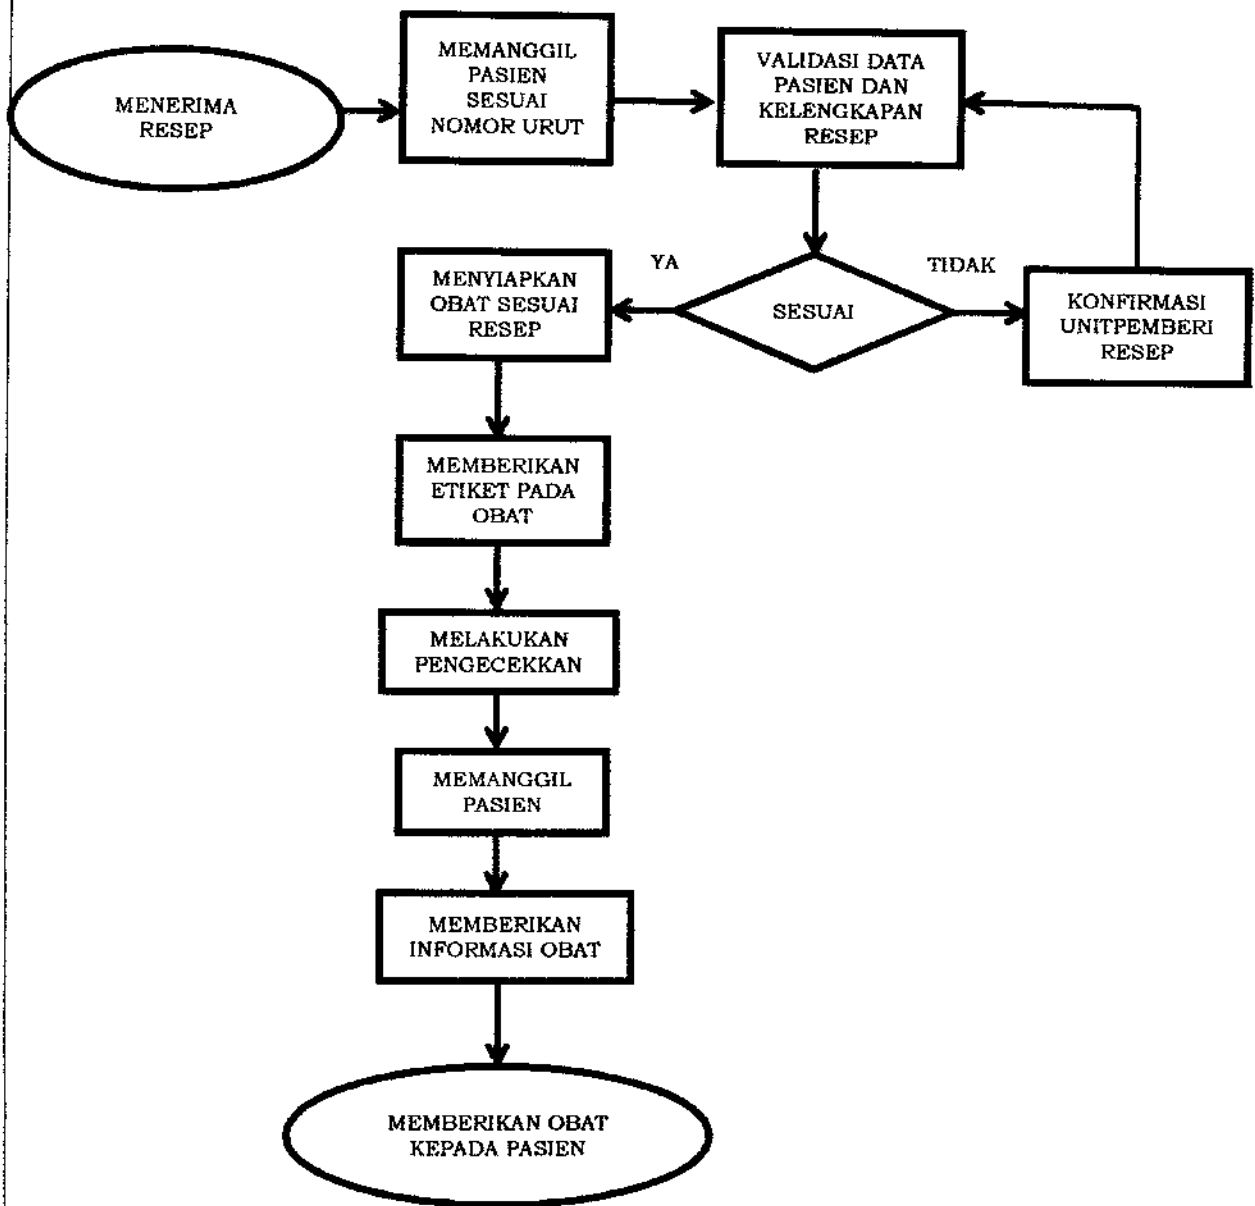 MENERIMA
RESEP
MEMANGGIL
PASIEN
SESUAI
NOMOR URUT
VALIDASI DATA
PASIEN DAN
KELENGKAPAN
RESEP
SESUAI
YA
TIDAK
KONFIRMASI
UNITPEMBERI
RESEP
MENYIAPKAN
OBAT SESUAI
RESEP
MEMBERIKAN
ETIKET PADA
OBAT
MELAKUKAN
PENGECEKKAN
MEMANGGIL
PASIEN
MEMBERIKAN
INFORMASI OBAT
MEMBERIKAN OBAT
KEPADA PASIEN